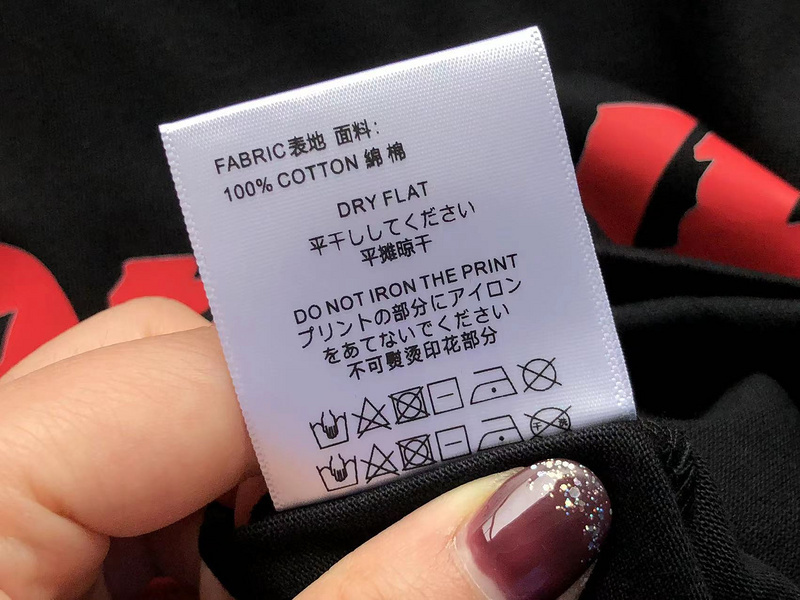 FABRIC表地 面料:
100% COTTON 綿 棉
DRY FLAT
平干ししてください
平摊晾干
DO NOT IRON THE PRINT
プリントの部分にアイロン
をあてないでください
不可熨烫印花部分